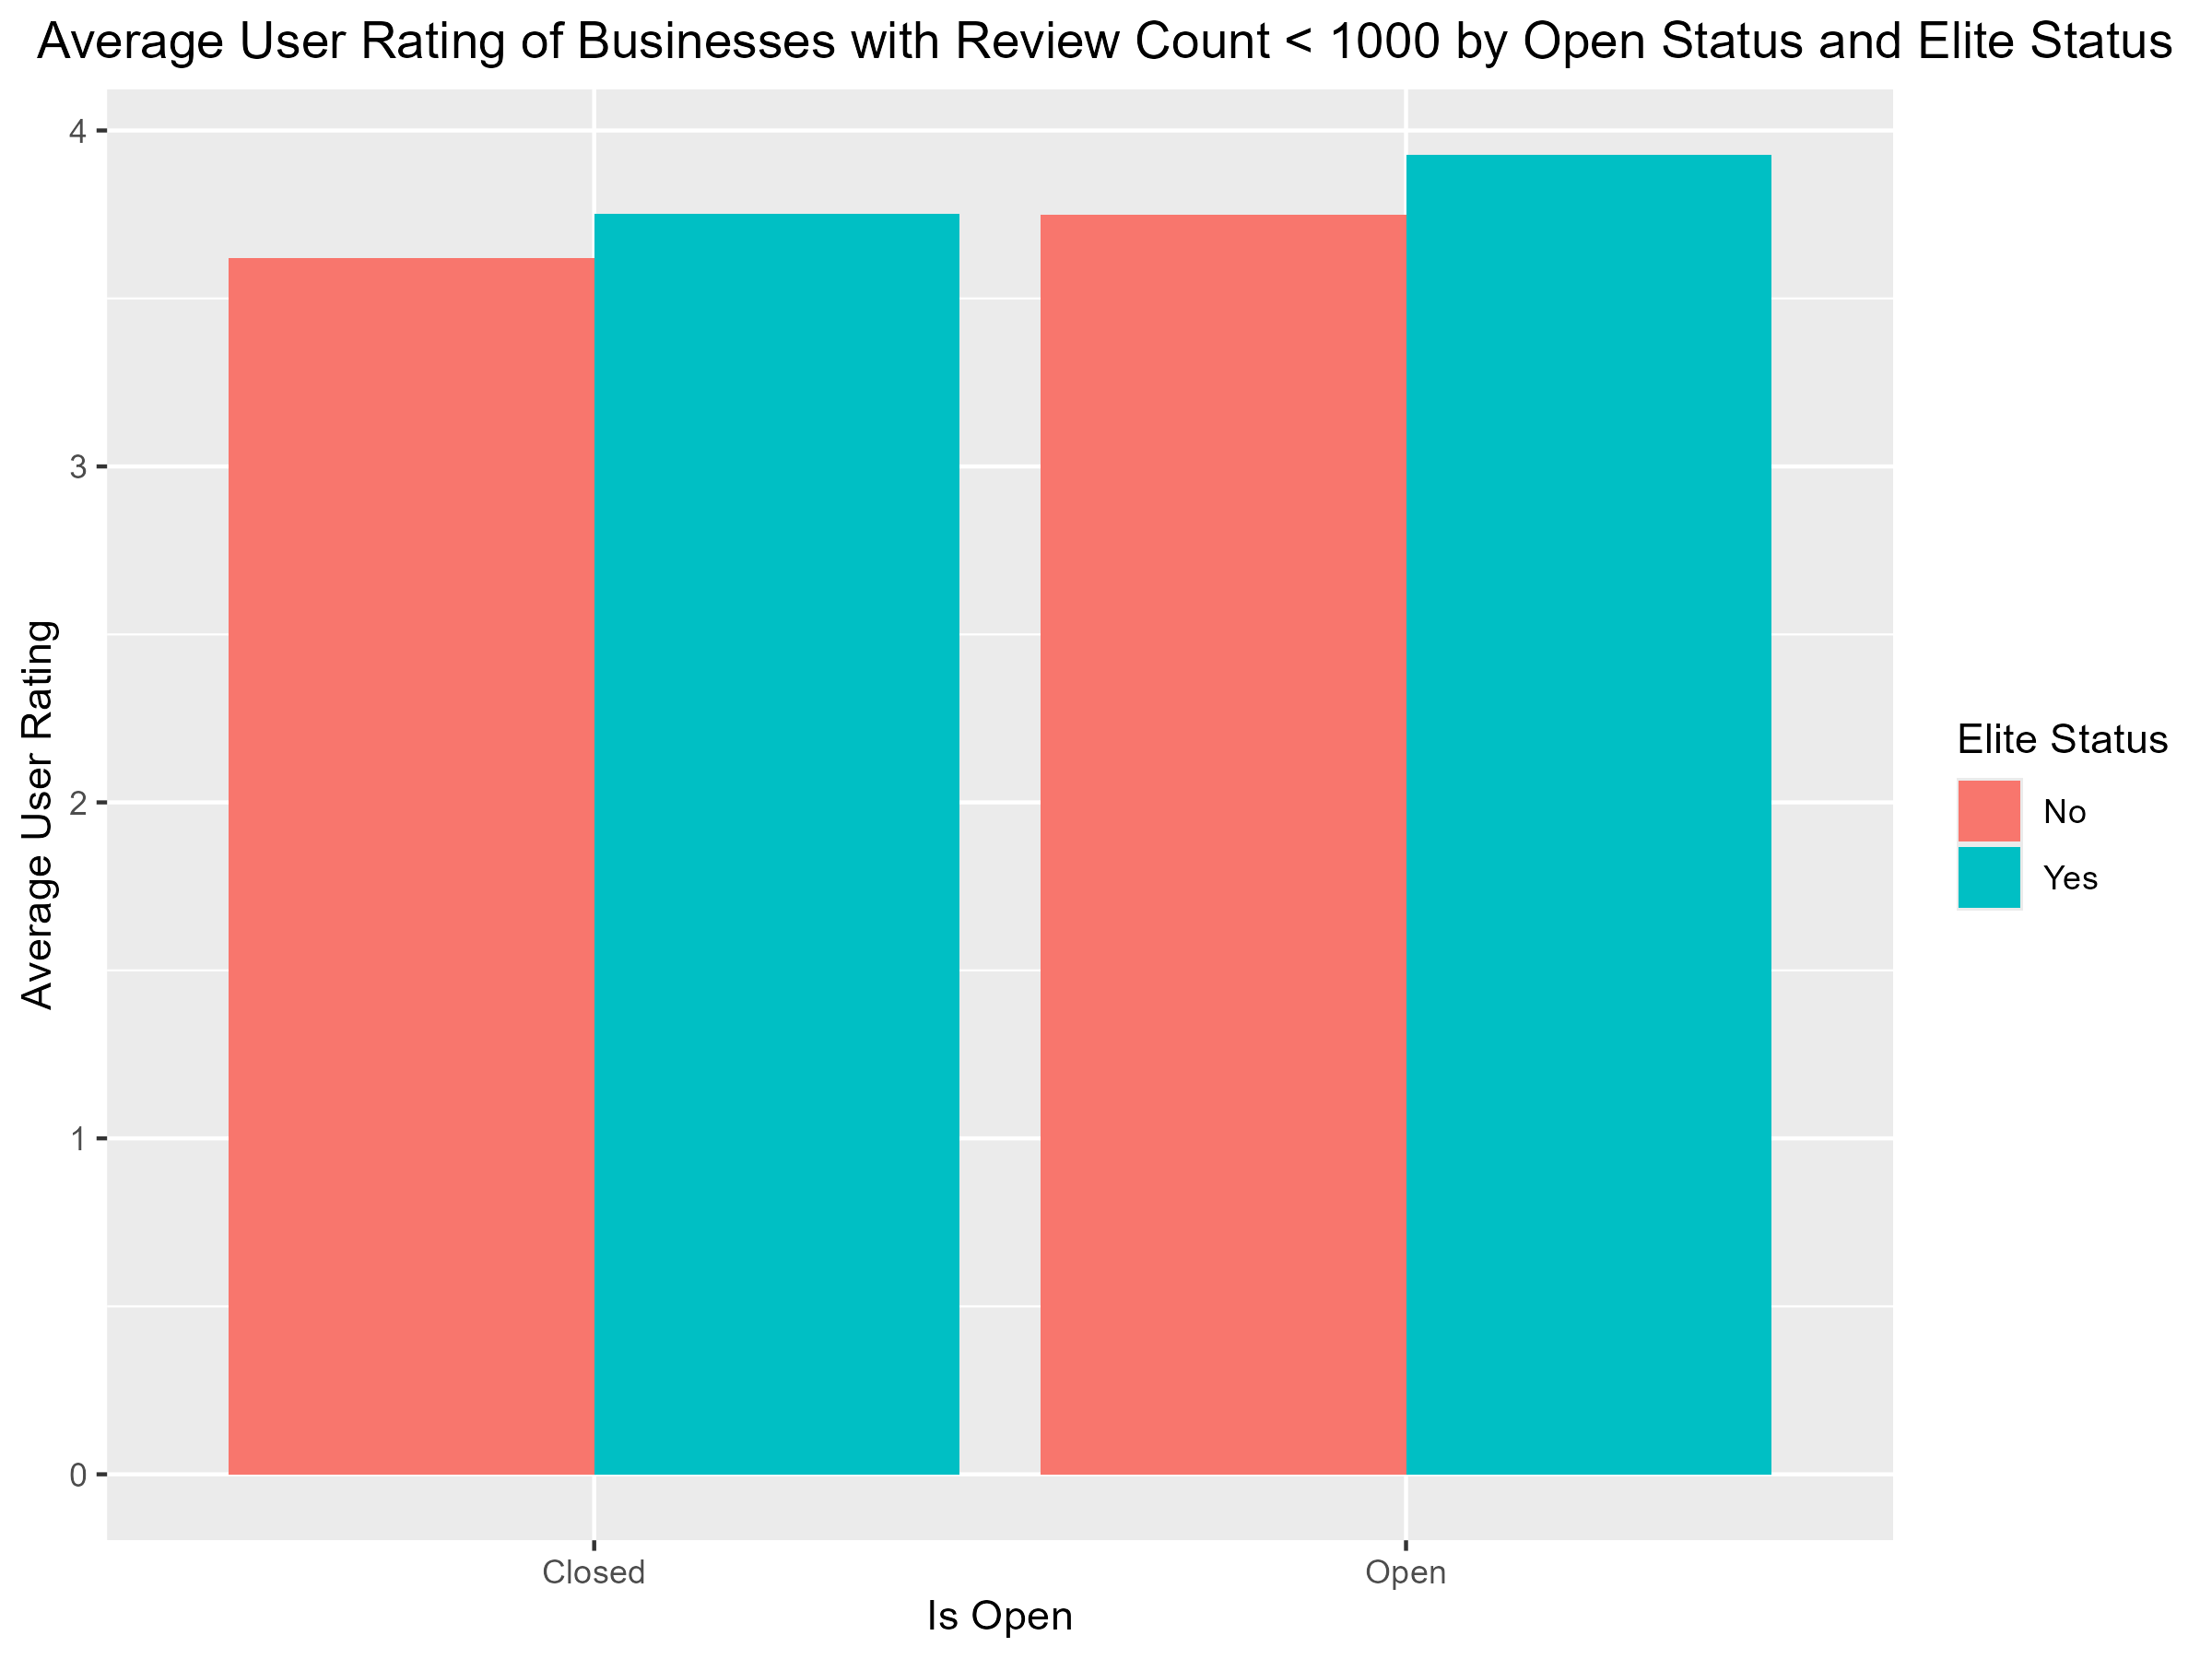 Average User Rating of Businesses with Review Count < 1000 by Open Status and Elite Status
Average User Rating
4
3
2
1
0
Closed
Open
Is Open
Elite Status
No
Yes